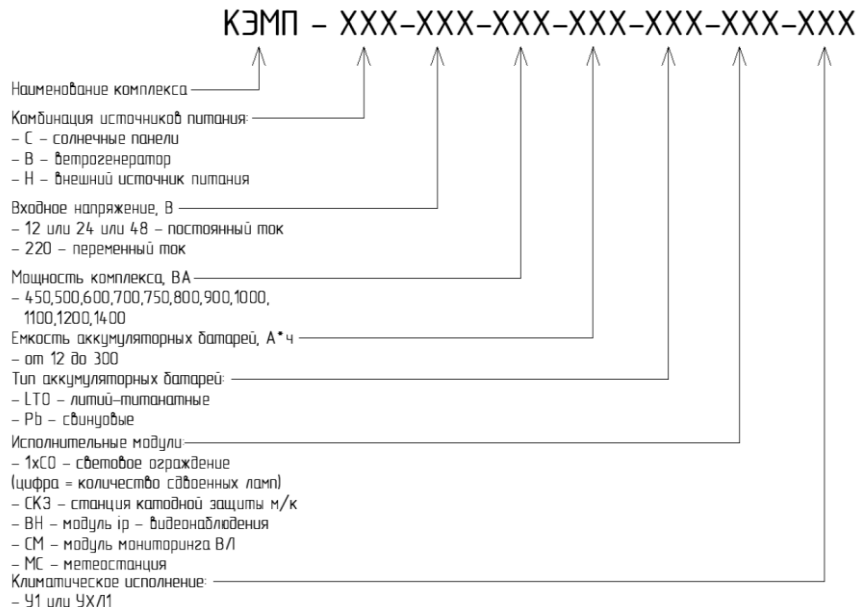 КЭМП – XXX–XXX–XXX–XXX–XXX–XXX–XXX
Наименование комплекса
Комбинация источников питания:
– С – солнечные панели
– В – ветрогенератор
– Н – внешний источник питания
Входное напряжение, В
– 12 или 24 или 48 – постоянный ток
– 220 – переменный ток
Мощность комплекса, ВА
– 450,500,600,700,750,800,900,1000,
1100,1200,1400
Емкость аккумуляторных батарей, А*ч
– от 12 до 300
Тип аккумуляторных батарей:
– LTO – литий–титанатные
– Pb – свинцовые
Исполнительные модули:
– 1хСО – световое ограждение
(цифра = количество сдвоенных ламп)
– СКЗ – станция катодной защиты м/к
– ВН – модуль ip – видеонаблюдения
– СМ – модуль мониторинга ВЛ
– МС – метеостанция
Климатическое исполнение:
– У1 или УХЛ1